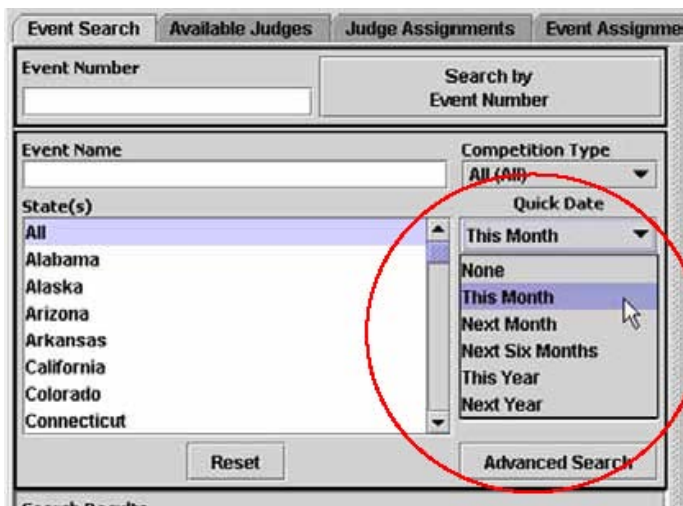 Event Search Available Judges Judge Assignments Event Assignme
Event Number
Search by
Event Number
Event Name
Competition Type
All (All)
State(s)
Quick Date
All
Alabama
Alaska
Arizona
Arkansas
California
Colorado
Connecticut
This Month
None
This Month
Next Month
Next Six Months
This Year
Next Year
Reset
Advanced Search
Search Results